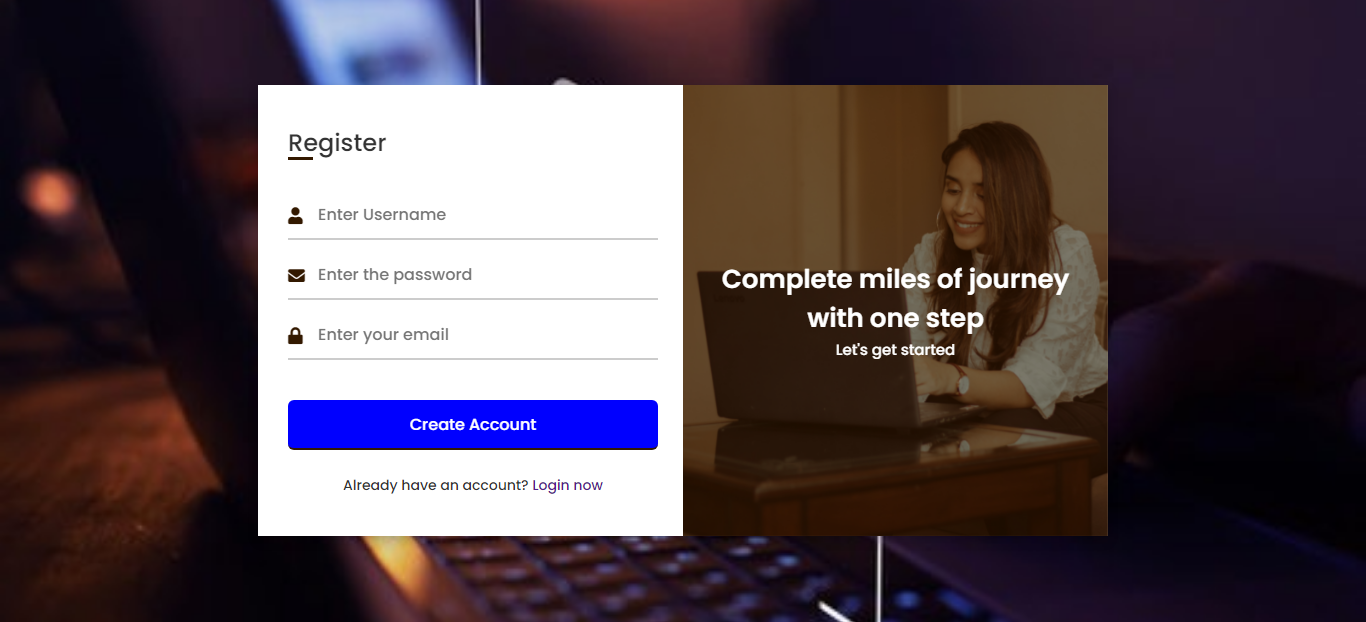 Register
Enter Username
Enter the password
Enter your email
Create Account
Already have an account? Login now
Complete miles of journey
with one step
Let's get started